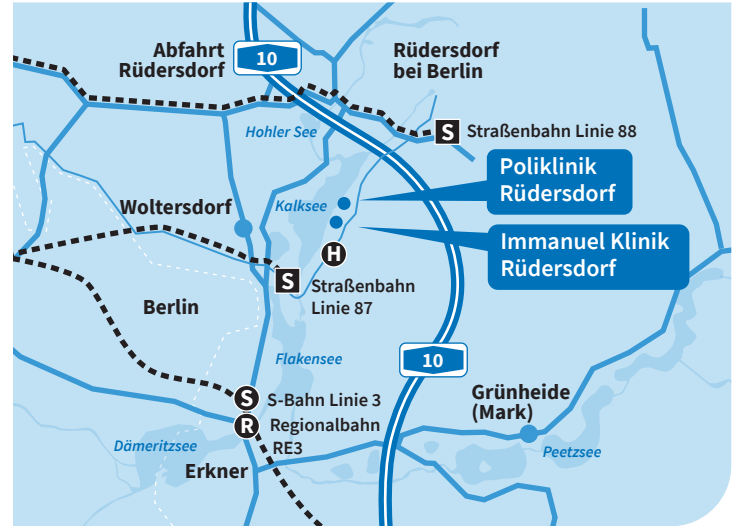 Abfahrt
Rüdersdorf
10
Rüdersdorf
bei Berlin
Hohler See
S Straßenbahn Linie 88
Poliklinik
Rüdersdorf
Kalksee
Woltersdorf
Immanuel Klinik
Rüdersdorf
H
S Straßenbahn
Linie 87
Berlin
Flakensee
10
Grünheide
(Mark)
S S-Bahn Linie 3
R Regionalbahn
RE3
Dämeritzsee
Peetzsee
Erkner